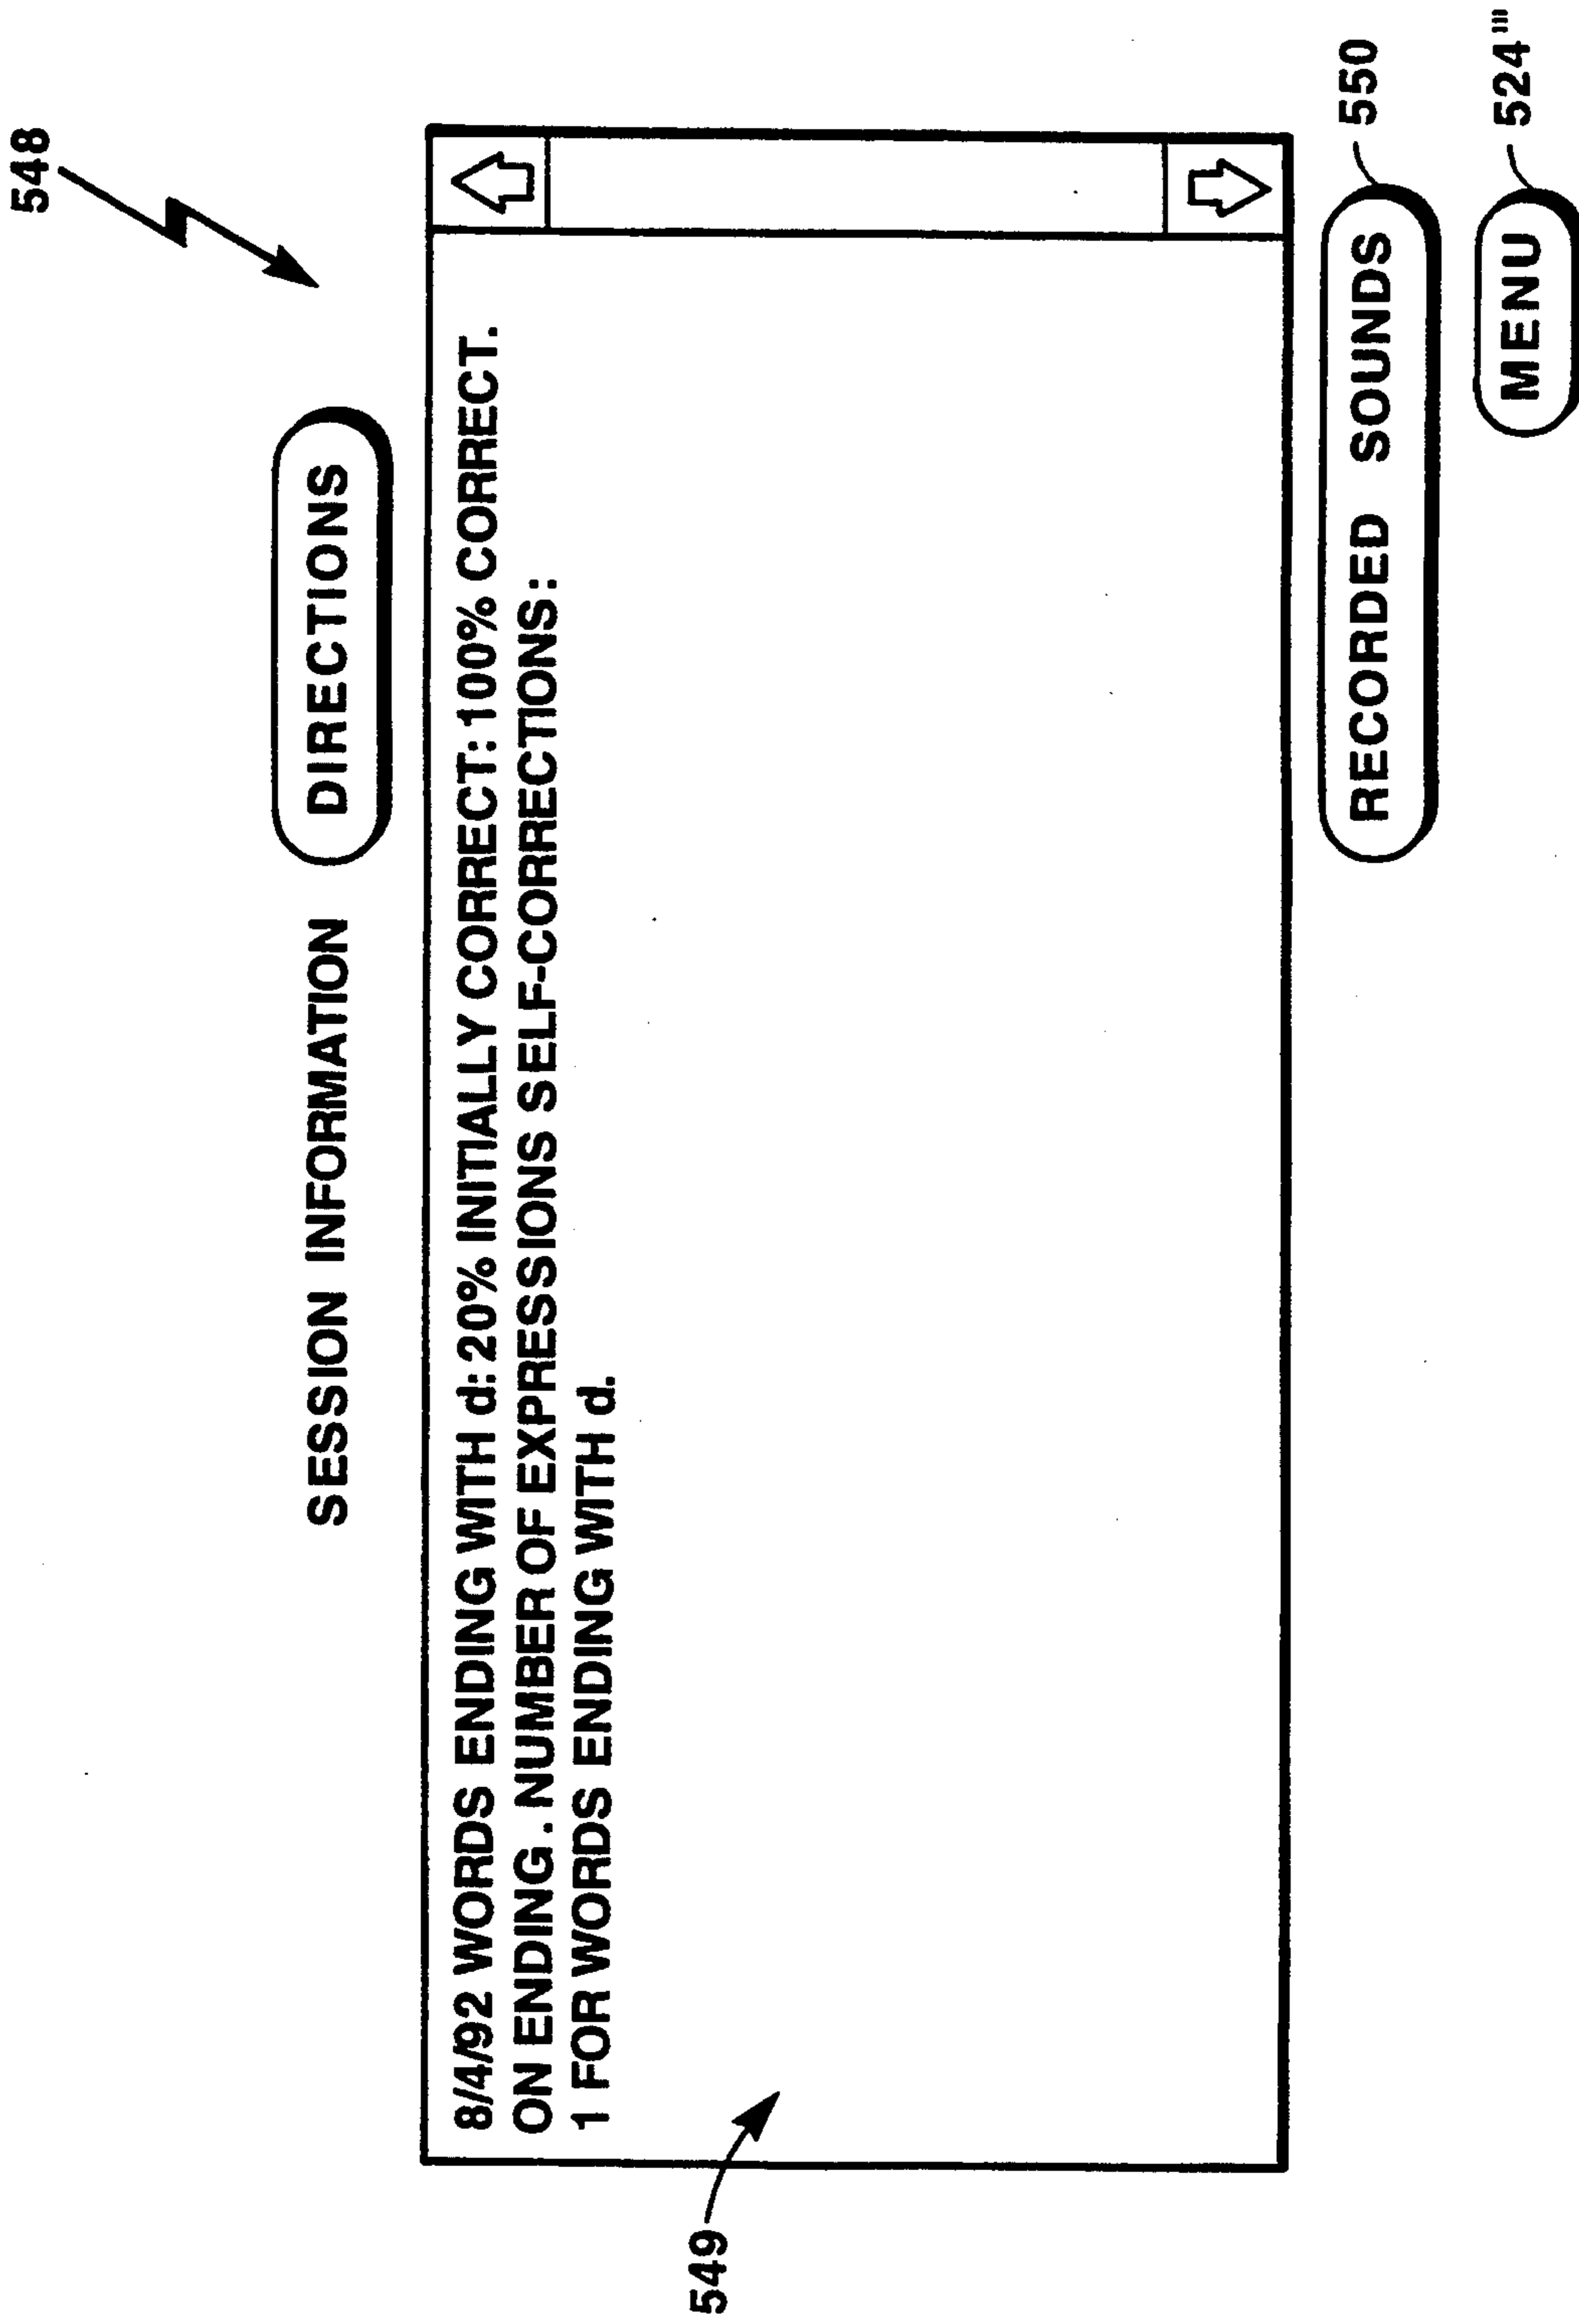 548
SESSION INFORMATION DIRECTIONS
8/4/92 WORDS ENDING WITH d: 20% INITIALLY CORRECT: 100% CORRECT.
ON ENDING. NUMBER OF EXPRESSIONS SELF-CORRECTIONS:
1 FOR WORDS ENDING WITH d.
549
RECORDED SOUNDS 550
MENU 524''''